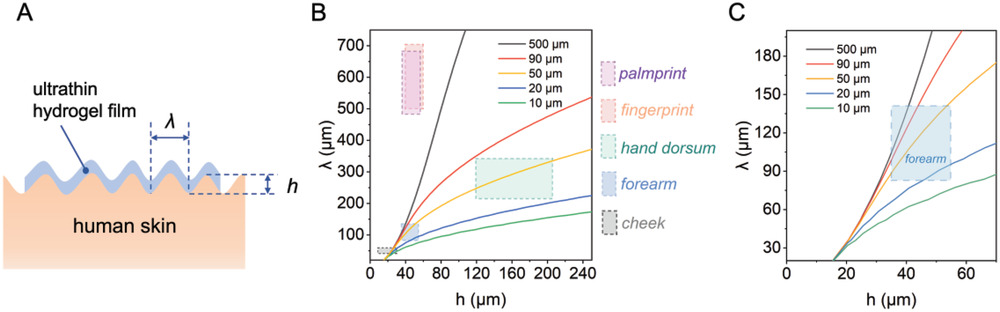 A
ultrathin
hydrogel film
λ
h
human skin
B
λ (μm)
700
600
500
400
300
200
100
0
40
80
120
160
200
240
h (μm)
500 μm
90 μm
50 μm
20 μm
10 μm
palmprint
fingerprint
hand dorsum
forearm
cheek
C
λ (μm)
180
150
120
90
60
30
0
20
40
60
h (μm)
500 μm
90 μm
50 μm
20 μm
10 μm
forearm